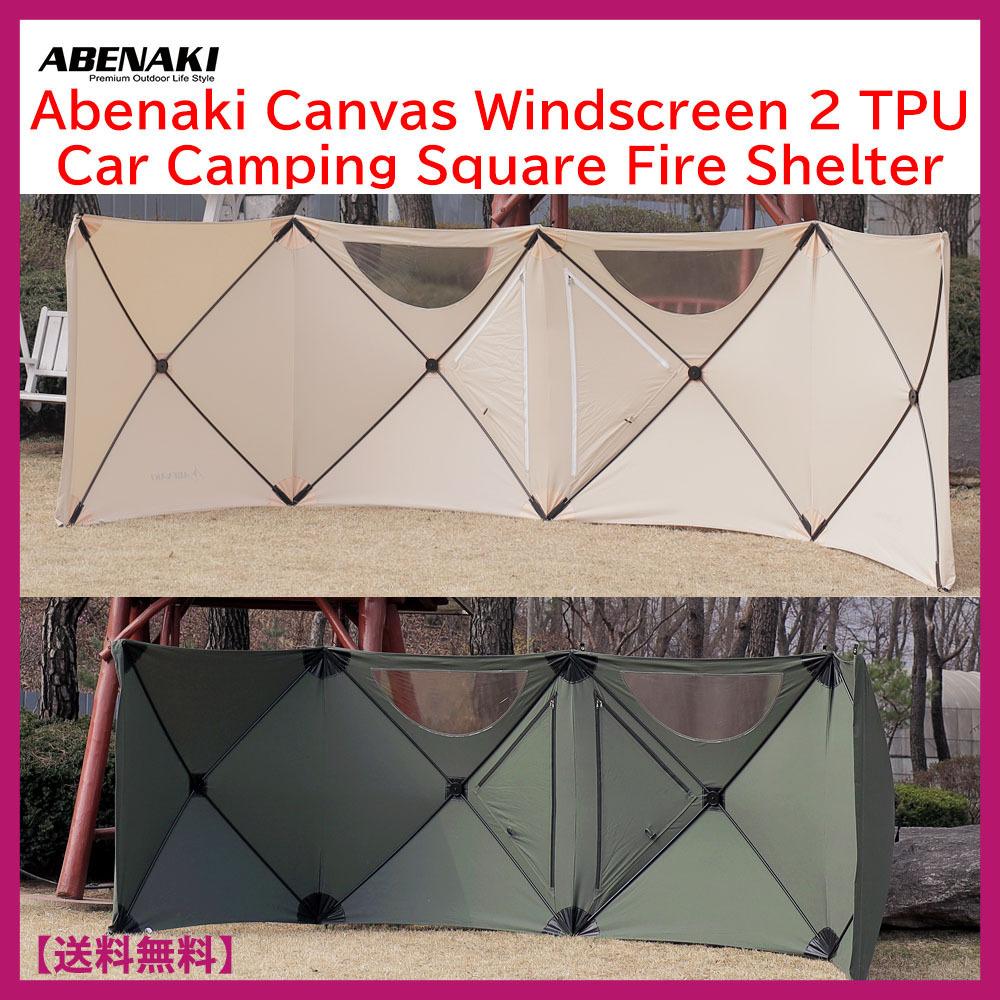 ABENAKI
Premium Outdoor Life Style
Abenaki Canvas Windscreen 2 TPU
Car Camping Square Fire Shelter
ABENAKI
【送料無料】